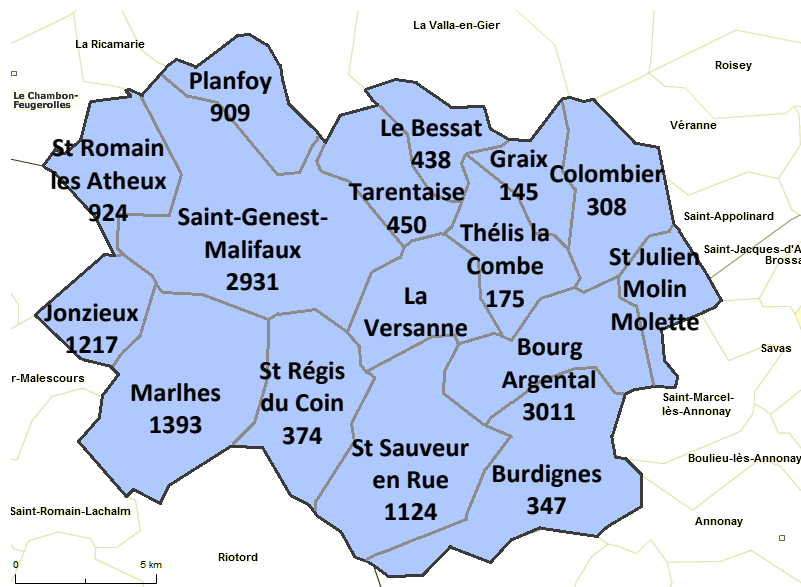 La Valla-en-Gier
La Ricamarie
Roisey
Planfoy
909
Le Chambon-
Feugerolles
Véranne
Le Bessat
438
St Romain
les Atheux
924
Graix
145
Colombier
308
Tarentaise
450
Saint-Genest-
Malifaux
2931
Saint-Appolinard
Thélis la
Combe
175
Saint-Jacques-d'A
Brossa
St Julien
Molin
Molette
La
Versanne
Jonzieux
1217
Savas
Bourg
Argental
3011
r-Malescours
St Régis
du Coin
374
Marlhes
1393
Saint-Marcel-
lès-Annonay
St Sauveur
en Rue
1124
Boulieu-lès-Annonay
Burdignes
347
Saint-Romain-Lachalm
Annonay
Riotord
0 5 km